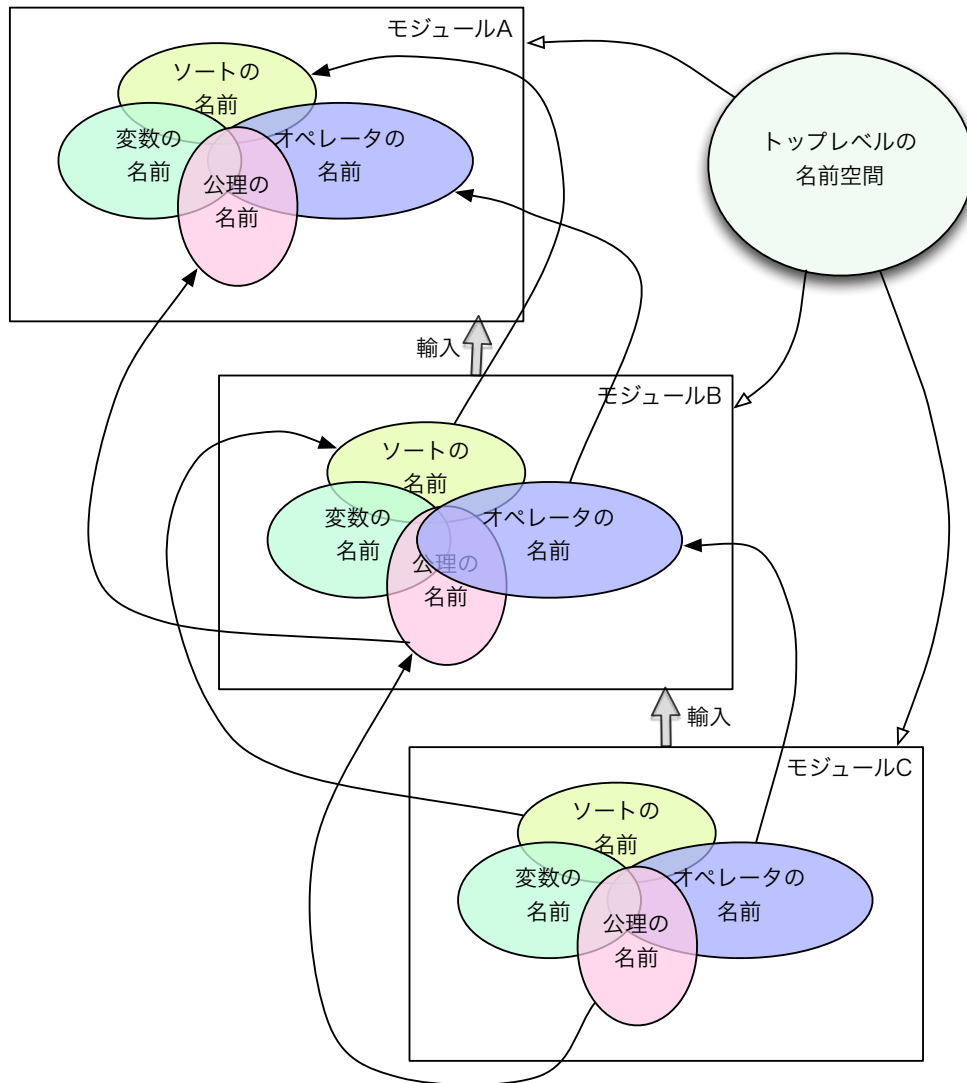 モジュールA
ソートの
名前
変数の
名前
オペレータの
名前
公理の
名前
トップレベルの
名前空間
輸入
モジュールB
ソートの
名前
変数の
名前
オペレータの
名前
公理の
名前
輸入
モジュールC
ソートの
名前
変数の
名前
オペレータの
名前
公理の
名前